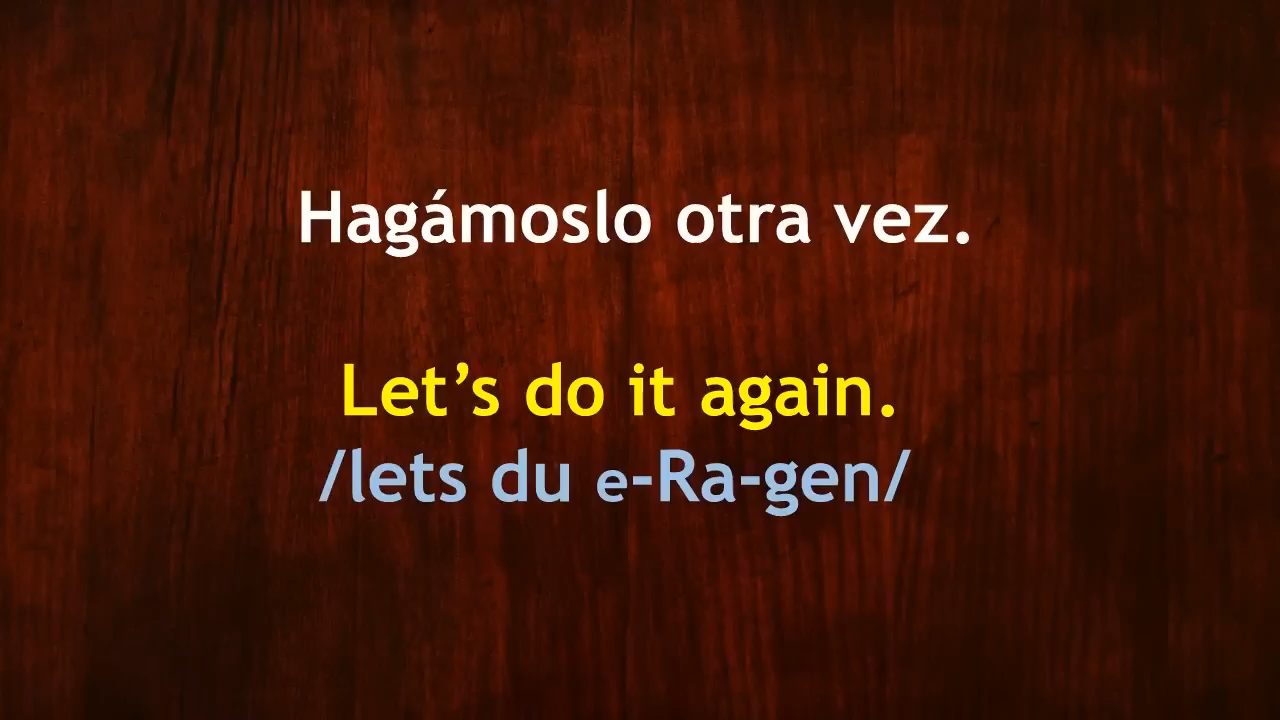 Hagámoslo otra vez.
Let’s do it again.
/lets du e-Ra-gen/